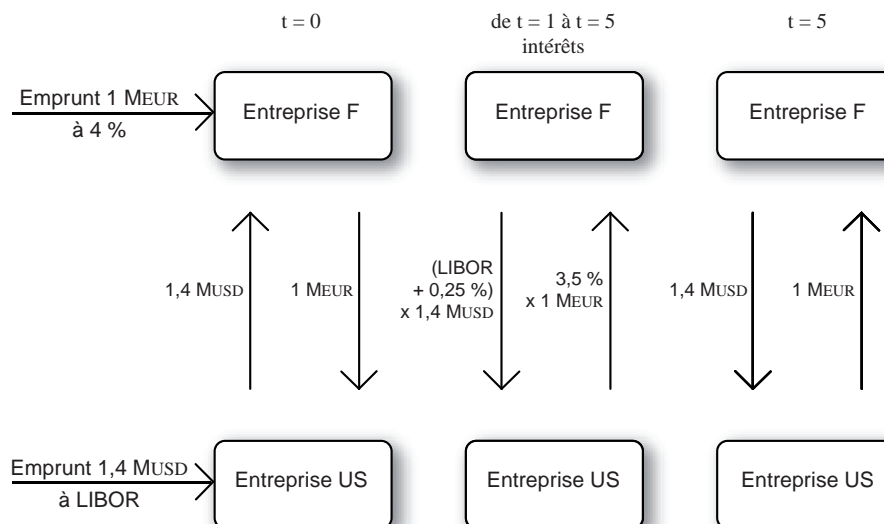 t = 0
de t = 1 à t = 5
intérêts
t = 5
Emprunt 1 MEUR
à 4 %
Entreprise F
Entreprise F
Entreprise F
1,4 MUSD
1 MEUR
(LIBOR
+ 0,25 %)
x 1,4 MUSD
3,5 %
x 1 MEUR
1,4 MUSD
1 MEUR
Emprunt 1,4 MUSD
à LIBOR
Entreprise US
Entreprise US
Entreprise US